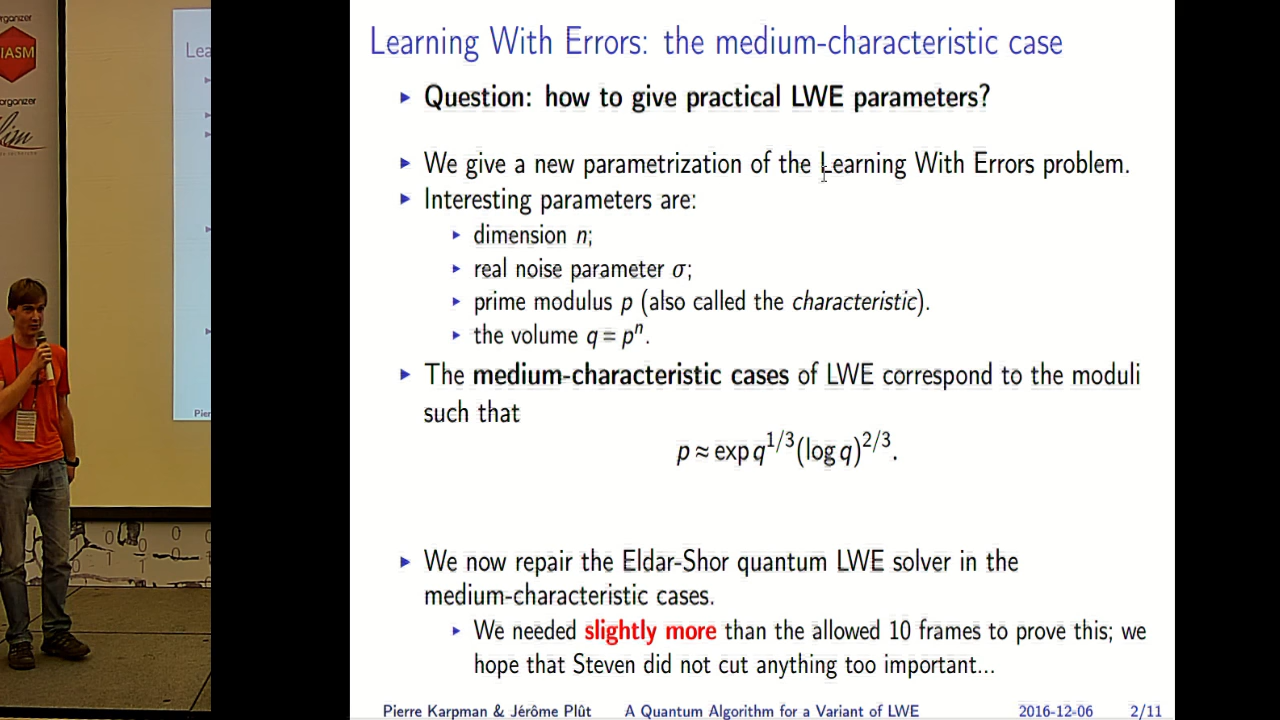 rganizer
IASM
organizer
Lea
Pier
Learning With Errors: the medium-characteristic case
Question: how to give practical LWE parameters?
We give a new parametrization of the Learning With Errors problem.
Interesting parameters are:
dimension n;
real noise parameter σ;
prime modulus p (also called the characteristic).
the volume q = pⁿ.
The medium-characteristic cases of LWE correspond to the moduli
such that
p ≈ exp q^{1/3}(log q)^{2/3}.
We now repair the Eldar-Shor quantum LWE solver in the
medium-characteristic cases.
We needed slightly more than the allowed 10 frames to prove this; we
hope that Steven did not cut anything too important...
Pierre Karpman & Jérôme Plût A Quantum Algorithm for a Variant of LWE 2016-12-06 2/11